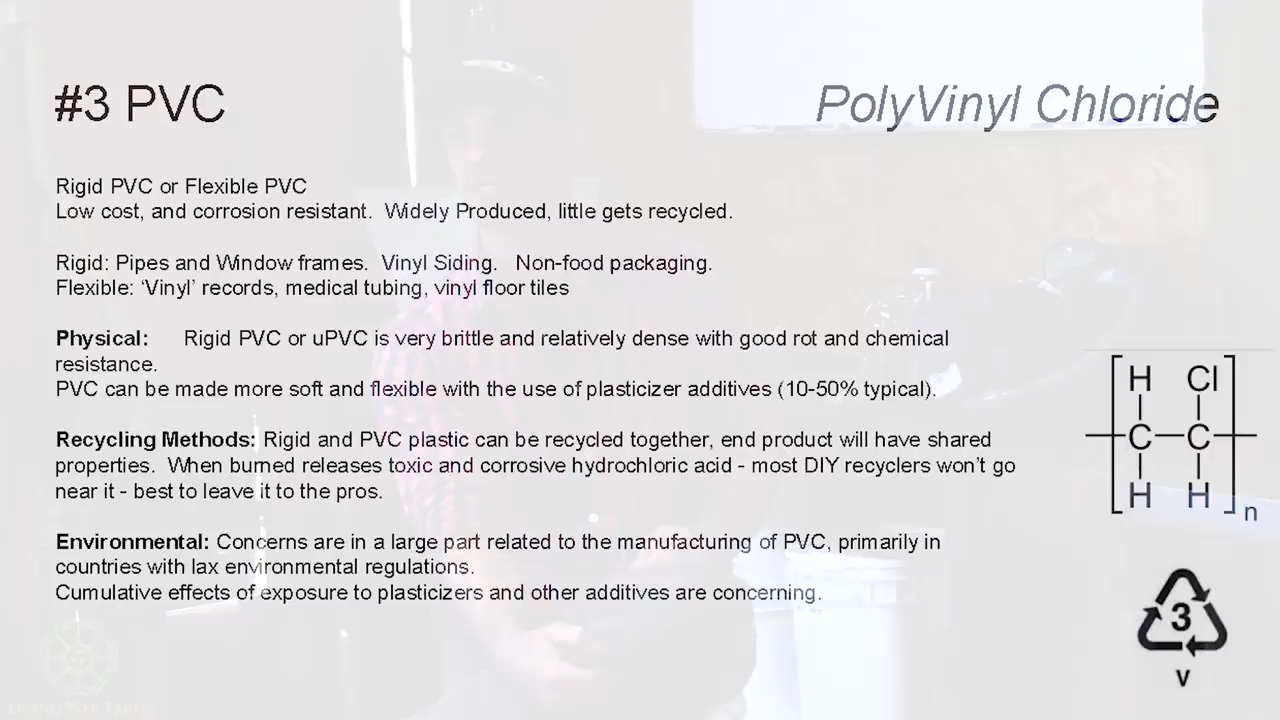 #3 PVC
PolyVinyl Chloride
Rigid PVC or Flexible PVC
Low cost, and corrosion resistant. Widely Produced, little gets recycled.
Rigid: Pipes and Window frames. Vinyl Siding. Non-food packaging.
Flexible: ‘Vinyl’ records, medical tubing, vinyl floor tiles
Physical: Rigid PVC or uPVC is very brittle and relatively dense with good rot and chemical
resistance.
PVC can be made more soft and flexible with the use of plasticizer additives (10-50% typical).
Recycling Methods: Rigid and PVC plastic can be recycled together, end product will have shared
properties. When burned releases toxic and corrosive hydrochloric acid - most DIY recyclers won’t go
near it - best to leave it to the pros.
Environmental: Concerns are in a large part related to the manufacturing of PVC, primarily in
countries with lax environmental regulations.
Cumulative effects of exposure to plasticizers and other additives are concerning.
H Cl
C C
H H
n
3
V
LIVING WEB FARMS